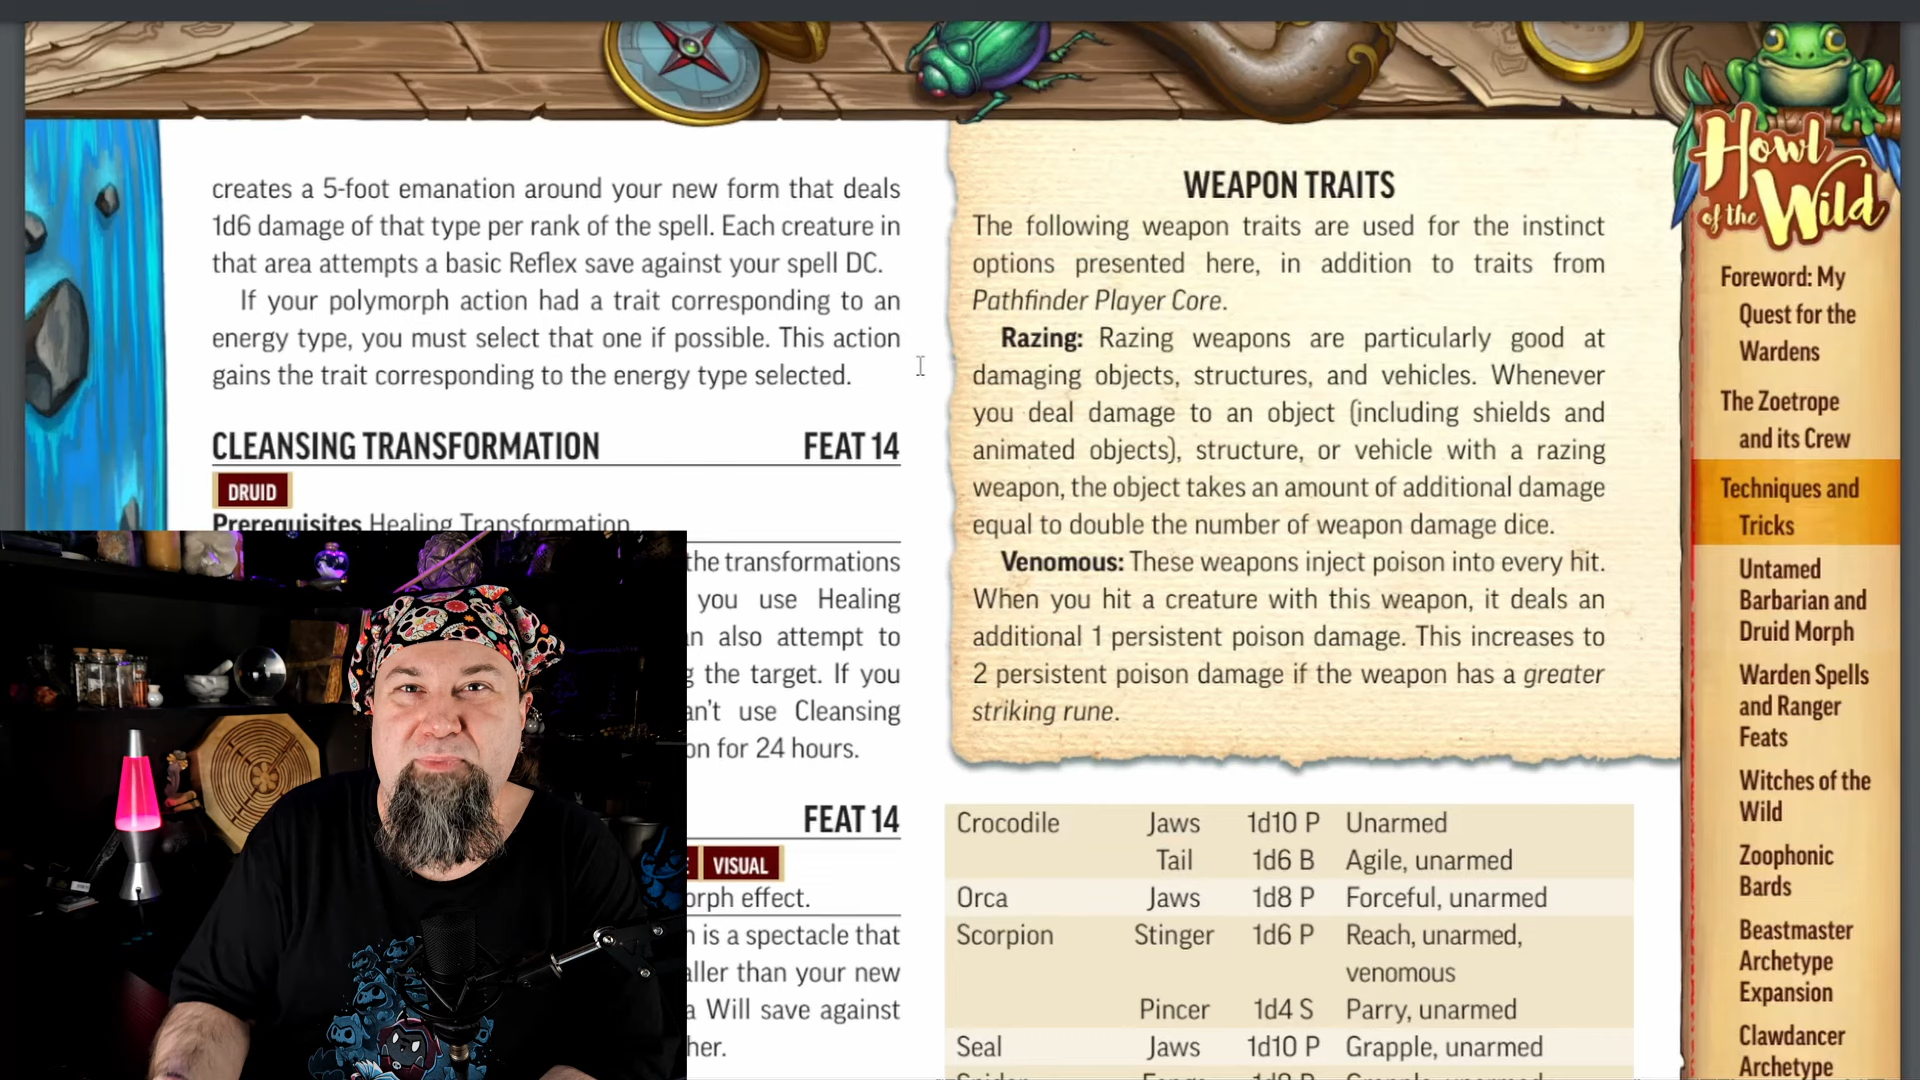 creates a 5-foot emanation around your new form that deals
1d6 damage of that type per rank of the spell. Each creature in
that area attempts a basic Reflex save against your spell DC.
If your polymorph action had a trait corresponding to an
energy type, you must select that one if possible. This action
gains the trait corresponding to the energy type selected.
CLEANSING TRANSFORMATION FEAT 14
DRUID
Prerequisites Healing Transformation
the transformations
you use Healing
also attempt to
the target. If you
can't use Cleansing
for 24 hours.
FEAT 14
VISUAL
effect.
is a spectacle that
than your new
a Will save against
WEAPON TRAITS
The following weapon traits are used for the instinct
options presented here, in addition to traits from
Pathfinder Player Core.
Razing: Razing weapons are particularly good at
damaging objects, structures, and vehicles. Whenever
you deal damage to an object (including shields and
animated objects), structure, or vehicle with a razing
weapon, the object takes an amount of additional damage
equal to double the number of weapon damage dice.
Venomous: These weapons inject poison into every hit.
When you hit a creature with this weapon, it deals an
additional 1 persistent poison damage. This increases to
2 persistent poison damage if the weapon has a greater
striking rune.
Crocodile Jaws 1d10 P Unarmed
Tail 1d6 B Agile, unarmed
Orca Jaws 1d8 P Forceful, unarmed
Scorpion Stinger 1d6 P Reach, unarmed,
venomous
Pincer 1d4 S Parry, unarmed
Seal Jaws 1d10 P Grapple, unarmed
Howl
of the Wild
Foreword: My
Quest for the
Wardens
The Zoetrope
and its Crew
Techniques and
Tricks
Untamed
Barbarian and
Druid Morph
Warden Spells
and Ranger
Feats
Witches of the
Wild
Zoophonic
Bards
Beastmaster
Archetype
Expansion
Clawdancer
Archetype